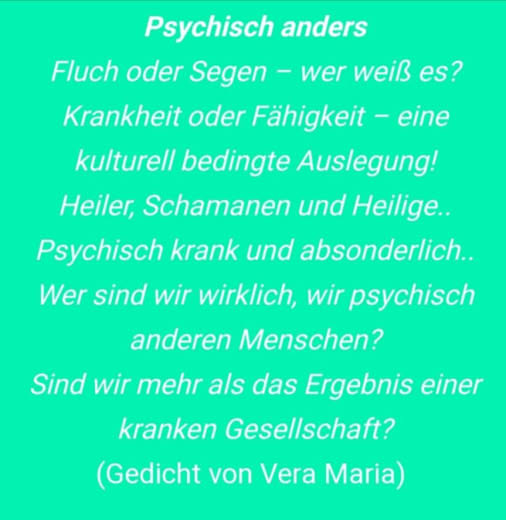 Psychisch anders
Fluch oder Segen – wer weiß es?
Krankheit oder Fähigkeit – eine
kulturell bedingte Auslegung!
Heiler, Schamanen und Heilige..
Psychisch krank und absonderlich..
Wer sind wir wirklich, wir psychisch
anderen Menschen?
Sind wir mehr als das Ergebnis einer
kranken Gesellschaft?
(Gedicht von Vera Maria)